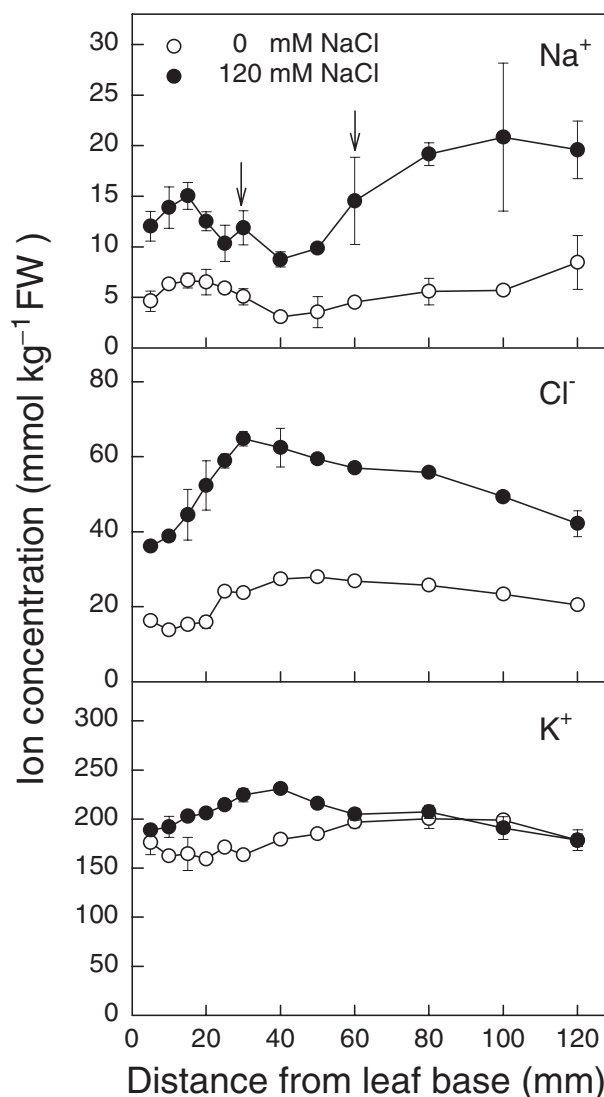 Ion concentration (mmol kg⁻¹ FW )
30
25
20
15
10
5
0
0 mM NaCl
120 mM NaCl
Na⁺
80
60
40
20
0
Cl⁻
300
250
200
150
100
50
0
K⁺
0 20 40 60 80 100 120
Distance from leaf base (mm)